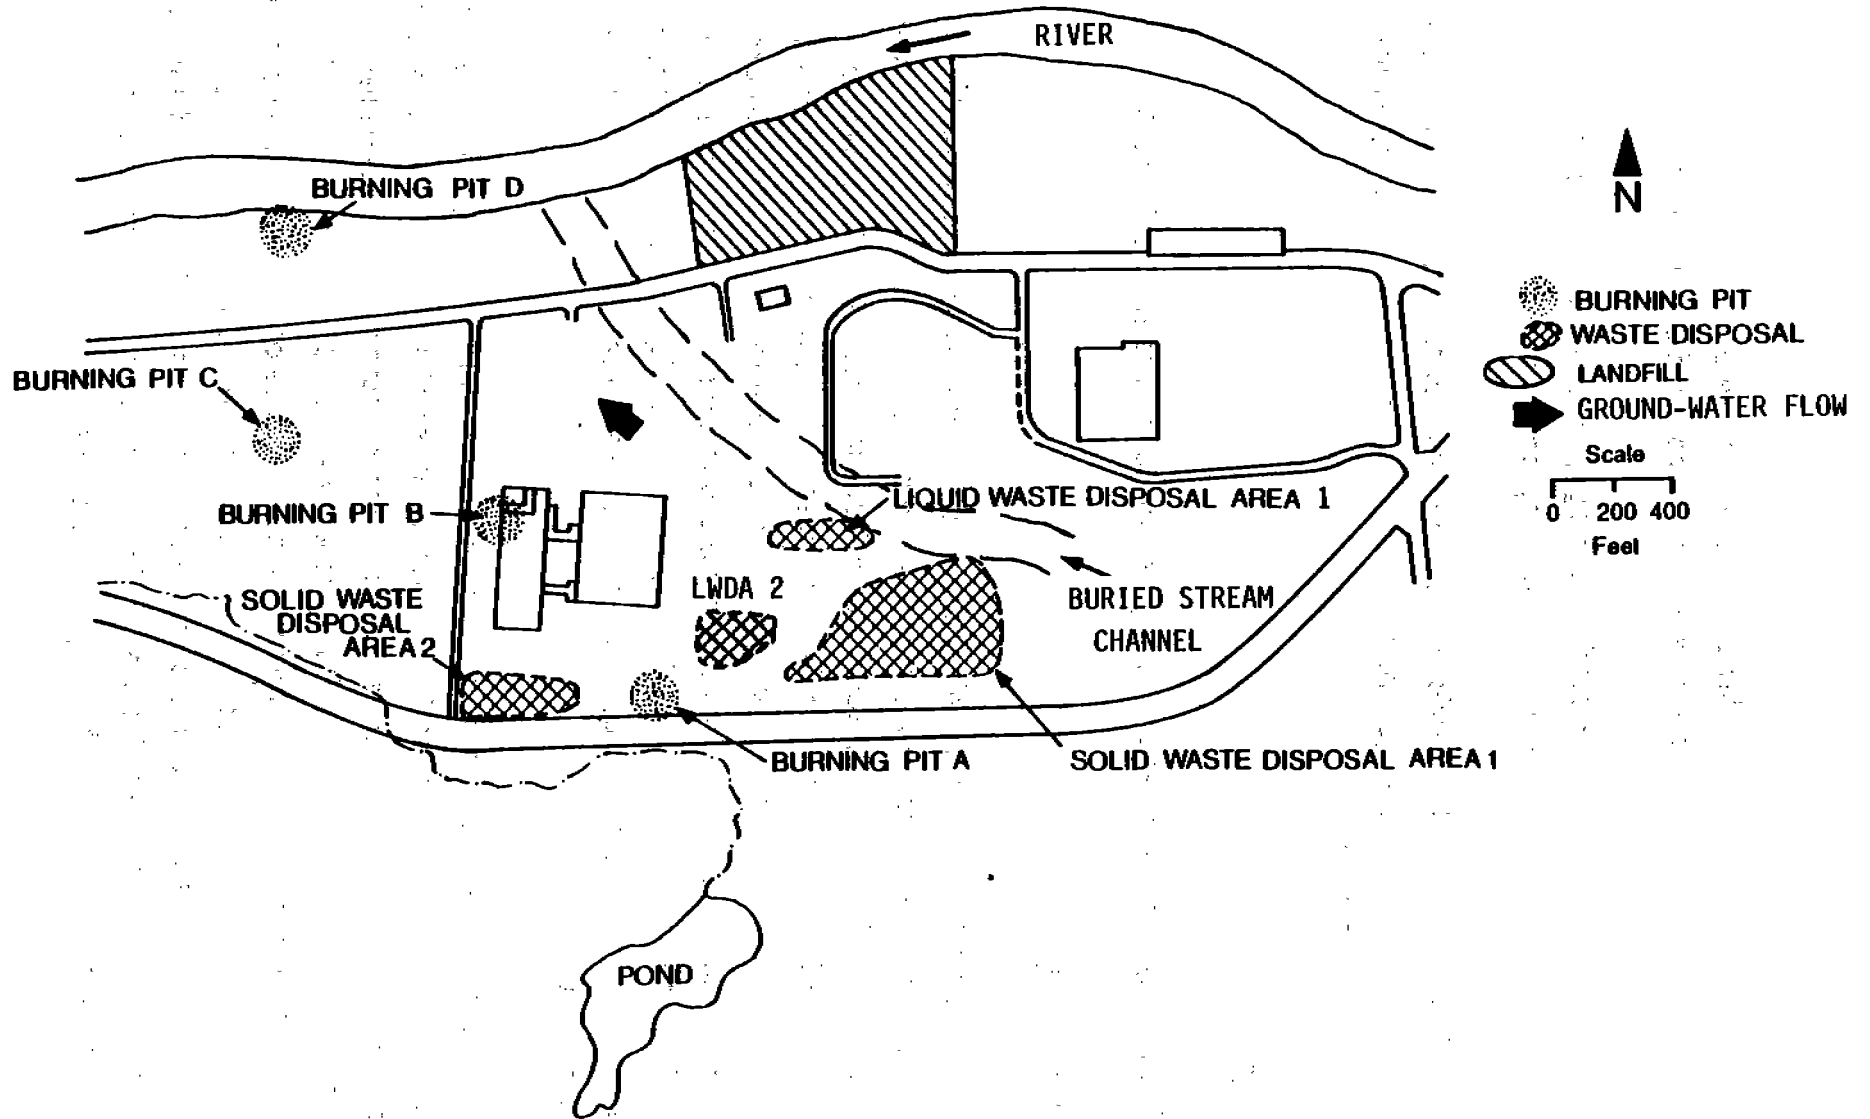 RIVER
BURNING PIT D
N
BURNING PIT
WASTE DISPOSAL
LANDFILL
GROUND-WATER FLOW
Scale
0 200 400
Feet
BURNING PIT C
BURNING PIT B
LIQUID WASTE DISPOSAL AREA 1
LWDA 2
BURIED STREAM
CHANNEL
SOLID WASTE
DISPOSAL
AREA 2
BURNING PIT A
SOLID WASTE DISPOSAL AREA 1
POND